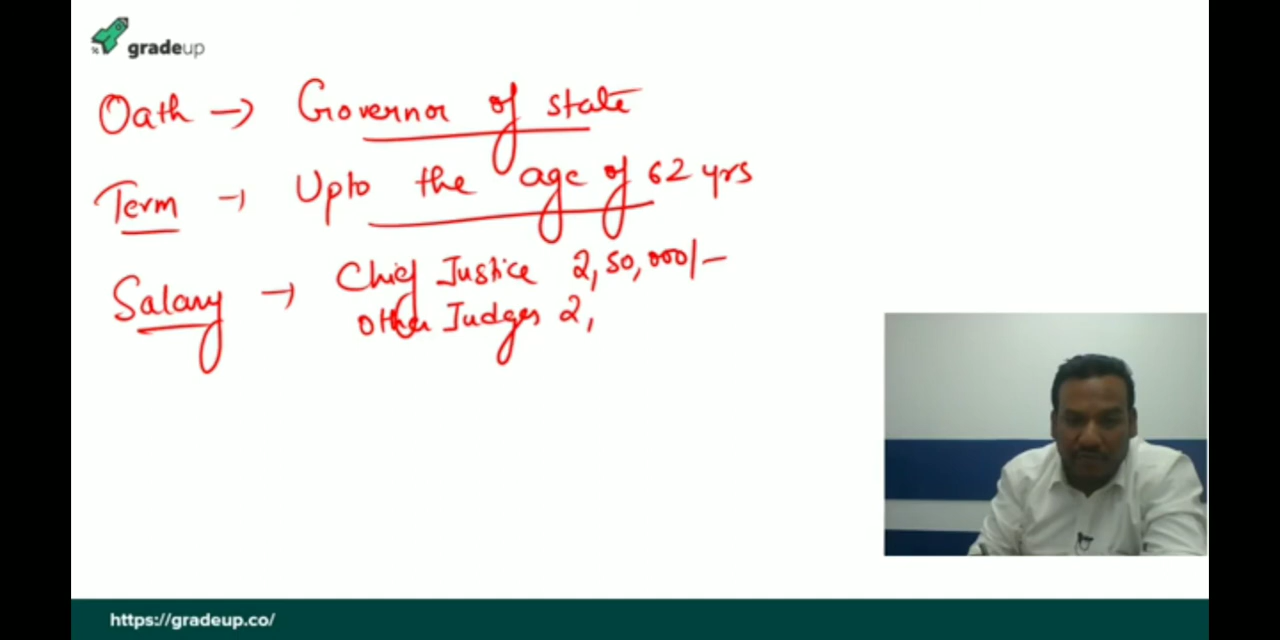 gradeup
Oath → Governor of state
Term → Upto the age of 62 yrs
Salary → Chief Justice 2,50,000/-
Other Judges 2,
https://gradeup.co/